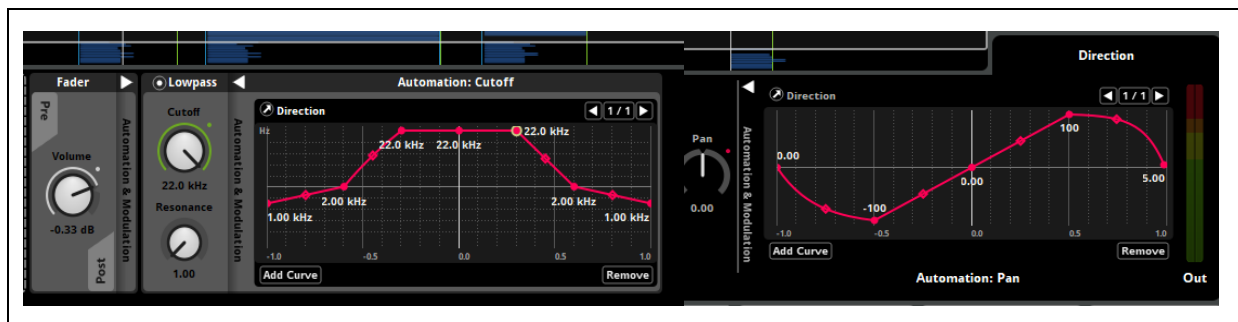 Fader
Lowpass
Automation: Cutoff
Pre
Volume
-0.33 dB
Post
Automation & Modulation
Cutoff
22.0 kHz
Resonance
1.00
Automation & Modulation
Direction
1 / 1
Hz
22.0 kHz
22.0 kHz
22.0 kHz
2.00 kHz
2.00 kHz
1.00 kHz
1.00 kHz
-1.0
-0.5
0.0
0.5
1.0
Add Curve
Remove
Direction
Pan
0.00
Automation & Modulation
Direction
1 / 1
0.00
100
0.00
5.00
-100
-1.0
-0.5
0.0
0.5
1.0
Add Curve
Remove
Automation: Pan
Out